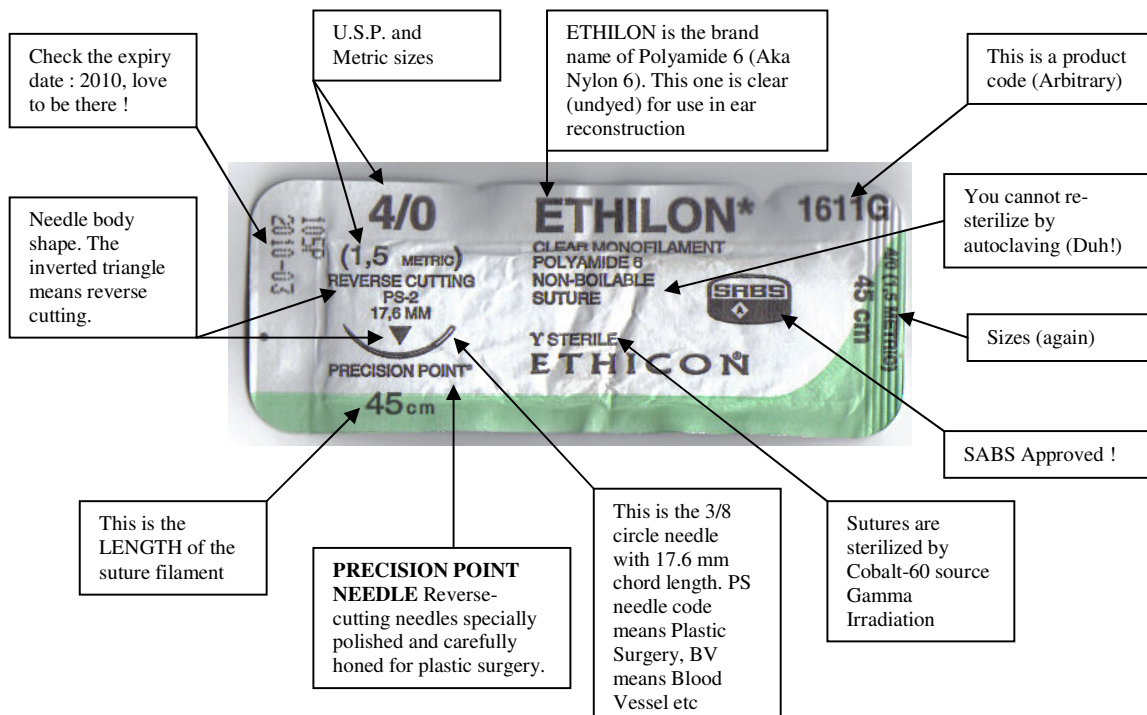 Check the expiry
date : 2010, love
to be there !
U.S.P. and
Metric sizes
ETHILON is the brand
name of Polyamide 6 (Aka
Nylon 6). This one is clear
(undyed) for use in ear
reconstruction
This is a product
code (Arbitrary)
Needle body
shape. The
inverted triangle
means reverse
cutting.
You cannot re-
sterilize by
autoclaving (Duh!)
Sizes (again)
SABS Approved !
105P
2010-03
4/0
(1,5 METRIC)
REVERSE CUTTING
PS-2
17,6 MM
PRECISION POINT*
45cm
ETHILON*
CLEAR MONOFILAMENT
POLYAMIDE 6
NON-BOILABLE
SUTURE
Y STERILE
ETHICON®
1611G
SABS
A
4/0 (1,5 METRIC)
45 cm
This is the
LENGTH of the
suture filament
PRECISION POINT
NEEDLE Reverse-
cutting needles specially
polished and carefully
honed for plastic surgery.
This is the 3/8
circle needle
with 17.6 mm
chord length. PS
needle code
means Plastic
Surgery, BV
means Blood
Vessel etc
Sutures are
sterilized by
Cobalt-60 source
Gamma
Irradiation